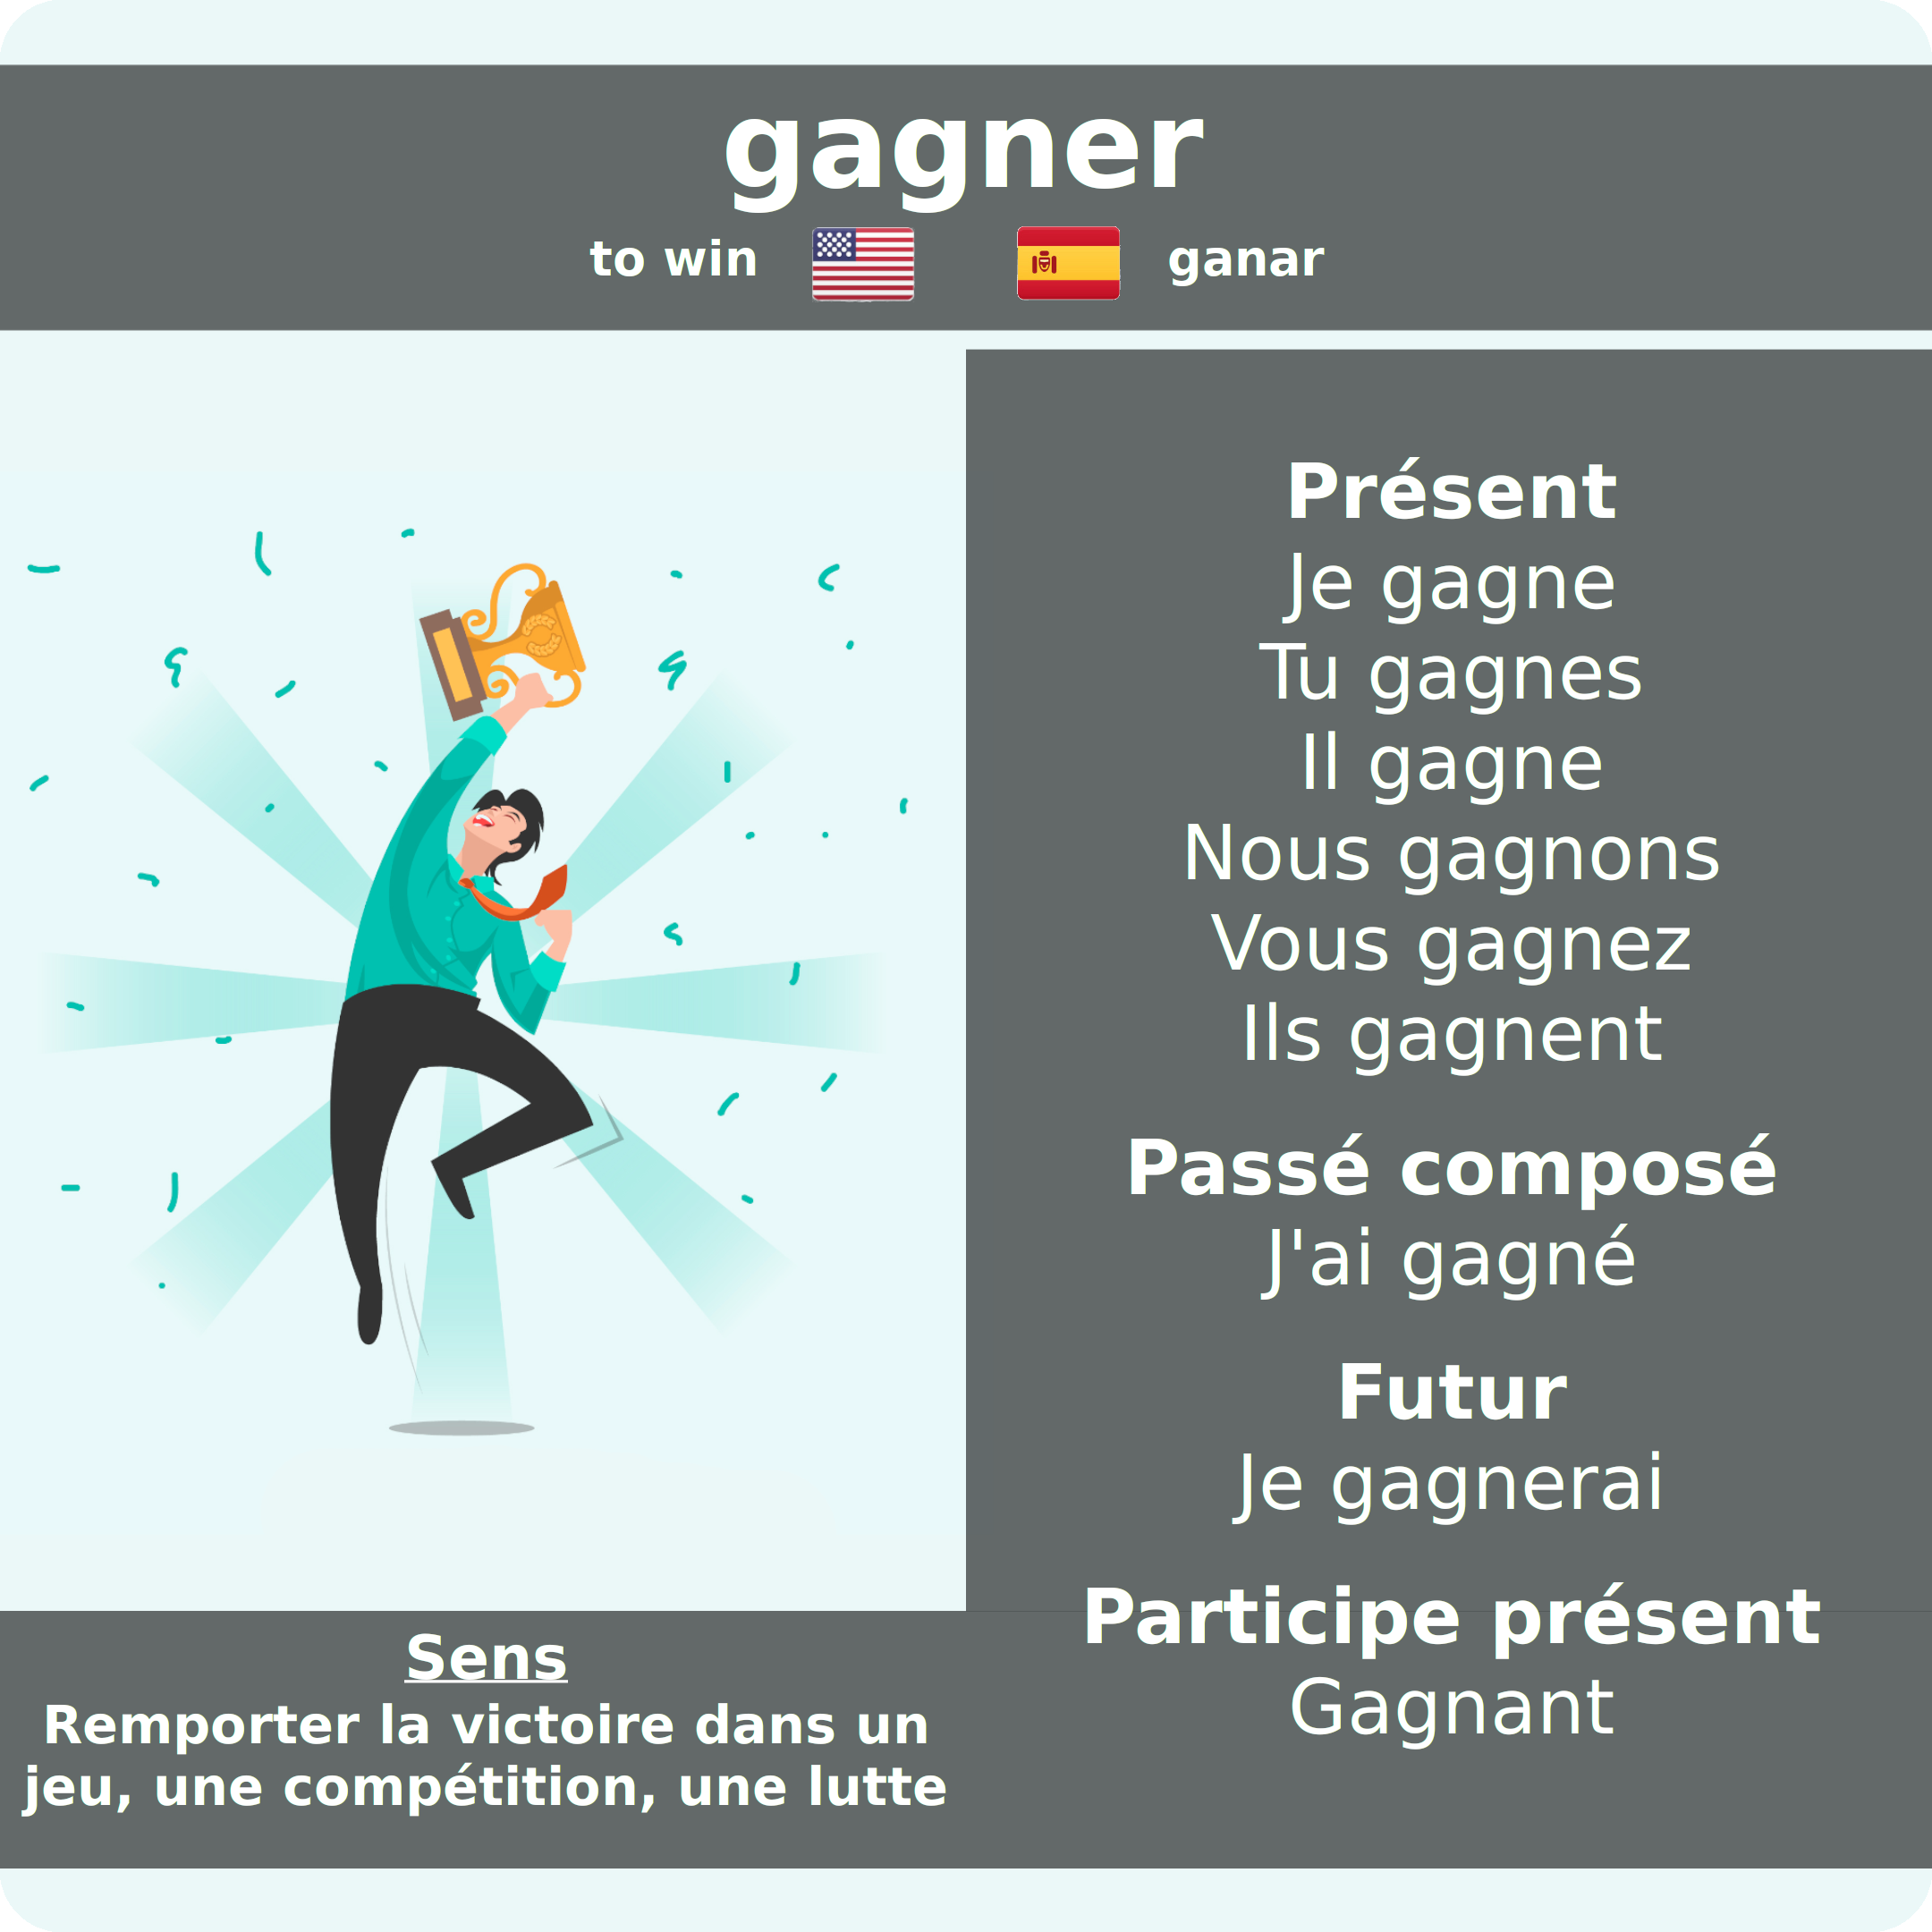 gagner
to win
ganar
Présent
Je gagne
Tu gagnes
Il gagne
Nous gagnons
Vous gagnez
Ils gagnent
Passé composé
J'ai gagné
Futur
Je gagnerai
Participe présent
Gagnant
Sens
Remporter la victoire dans un
jeu, une compétition, une lutte